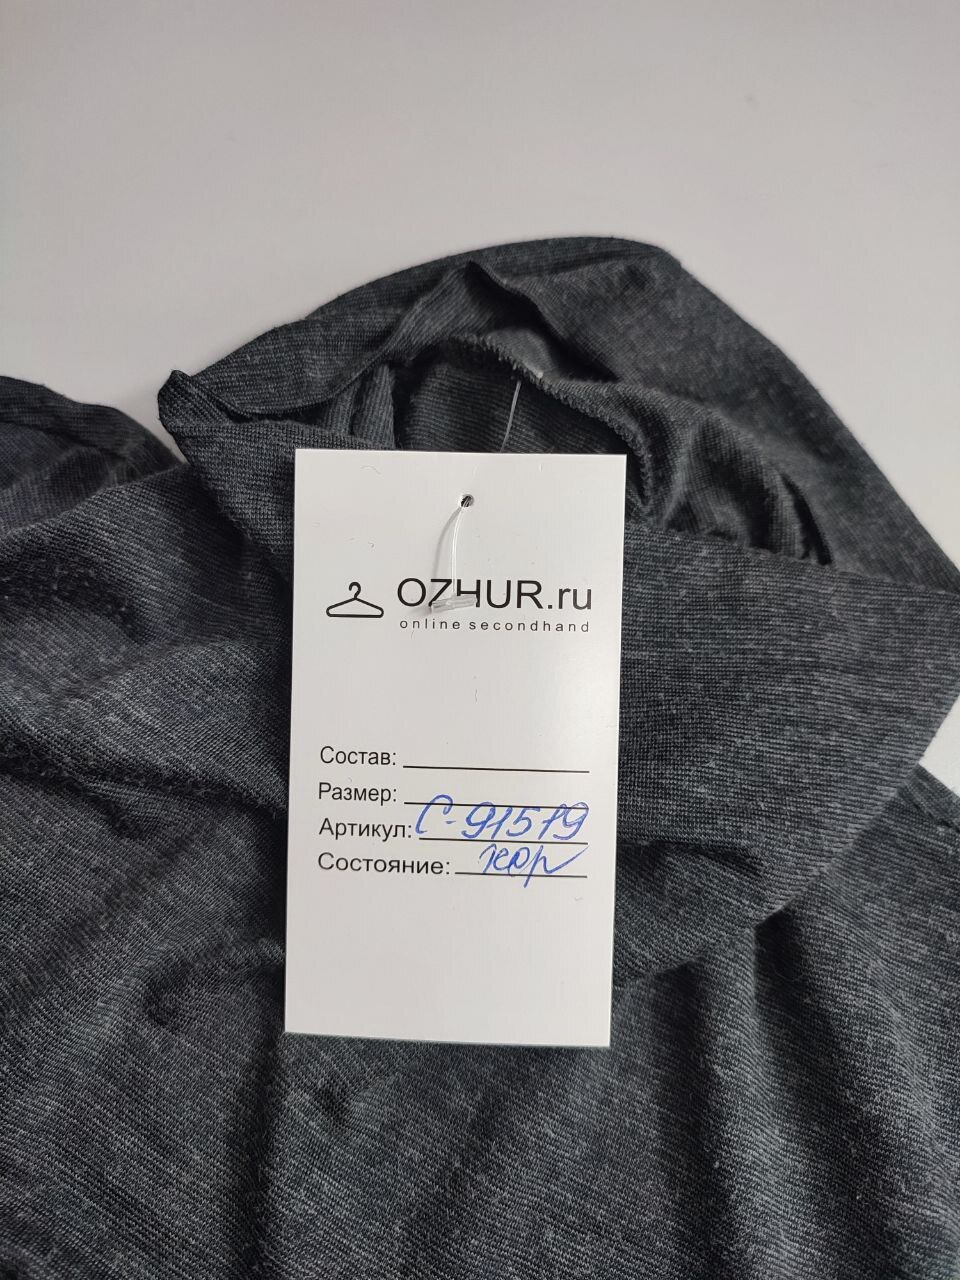 OZHUR.ru
online secondhand
Состав:
Размер:
Артикул: С-91579
Состояние: хор